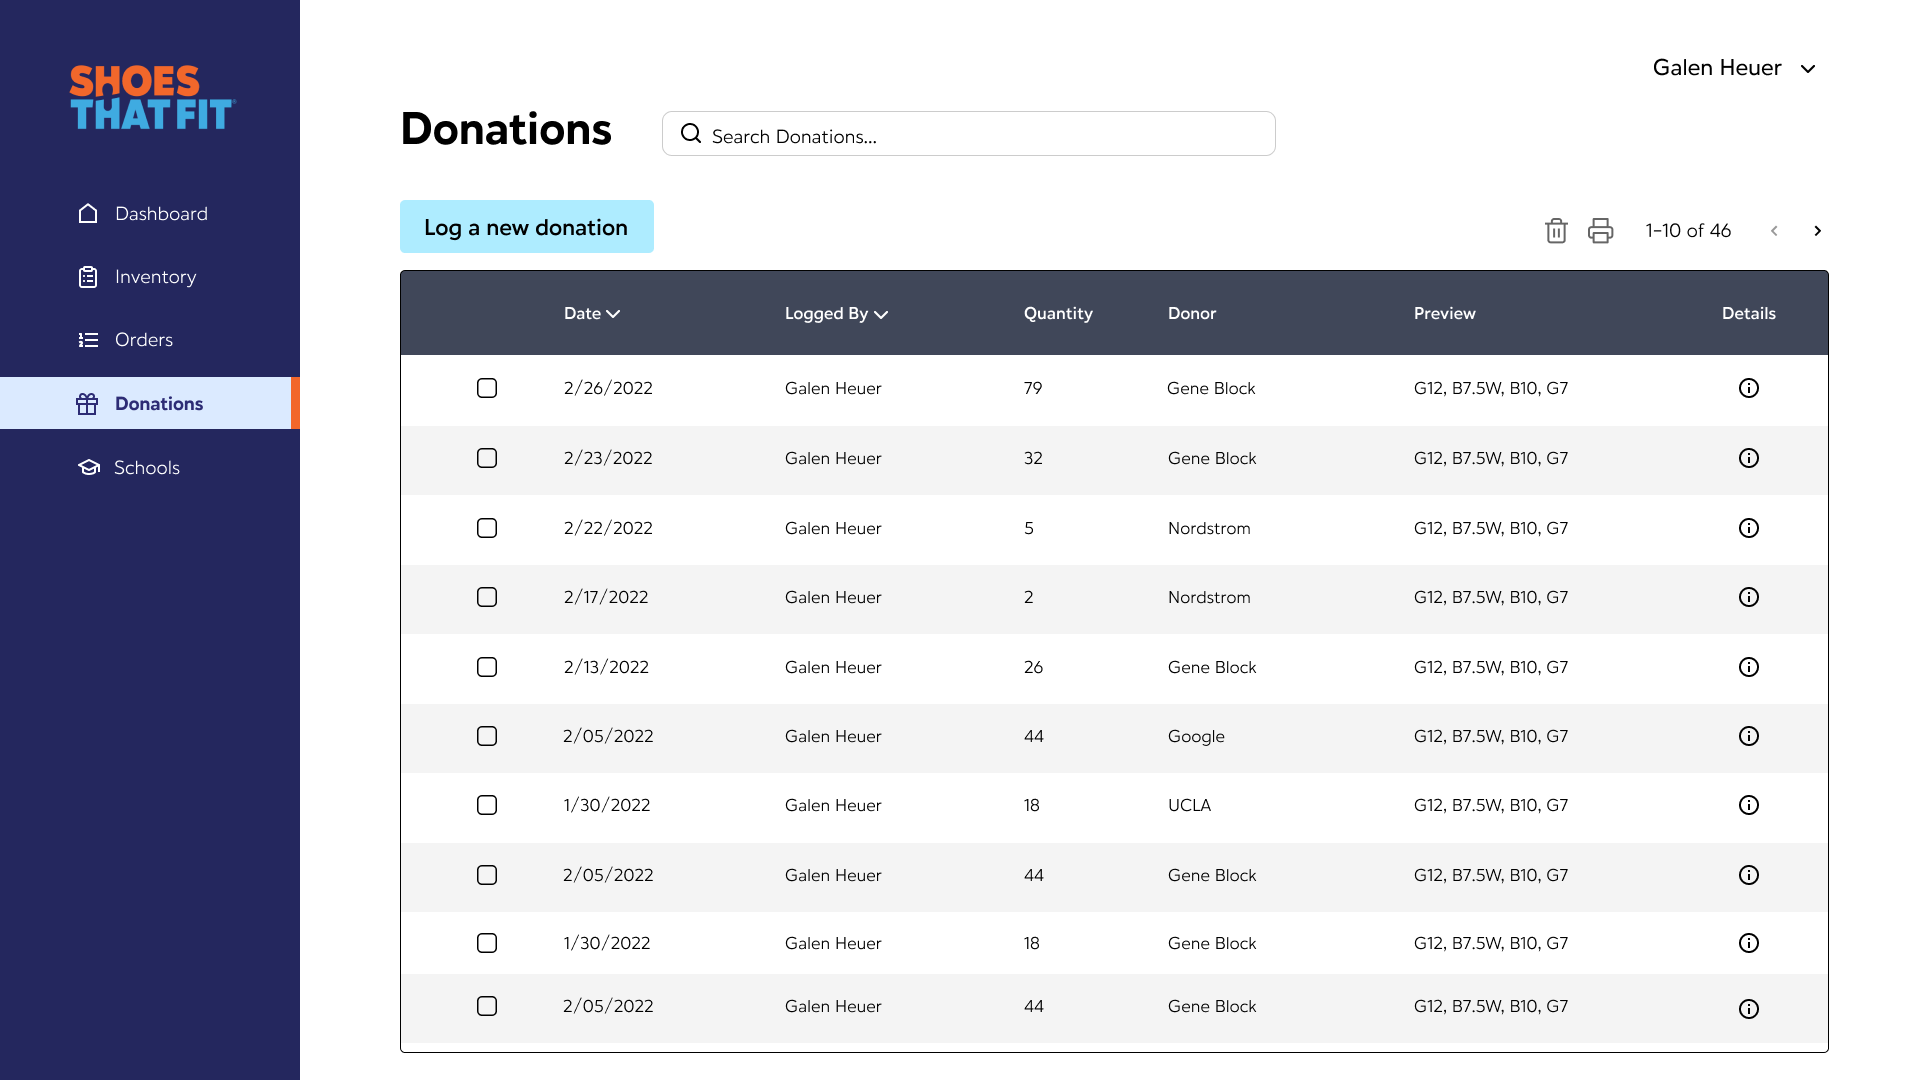 SHOES
THAT FIT
Dashboard
Inventory
Orders
Donations
Schools
Galen Heuer
Donations
Search Donations...
Log a new donation
1-10 of 46
Date Logged By Quantity Donor Preview Details
2/26/2022 Galen Heuer 79 Gene Block G12, B7.5W, B10, G7
2/23/2022 Galen Heuer 32 Gene Block G12, B7.5W, B10, G7
2/22/2022 Galen Heuer 5 Nordstrom G12, B7.5W, B10, G7
2/17/2022 Galen Heuer 2 Nordstrom G12, B7.5W, B10, G7
2/13/2022 Galen Heuer 26 Gene Block G12, B7.5W, B10, G7
2/05/2022 Galen Heuer 44 Google G12, B7.5W, B10, G7
1/30/2022 Galen Heuer 18 UCLA G12, B7.5W, B10, G7
2/05/2022 Galen Heuer 44 Gene Block G12, B7.5W, B10, G7
1/30/2022 Galen Heuer 18 Gene Block G12, B7.5W, B10, G7
2/05/2022 Galen Heuer 44 Gene Block G12, B7.5W, B10, G7